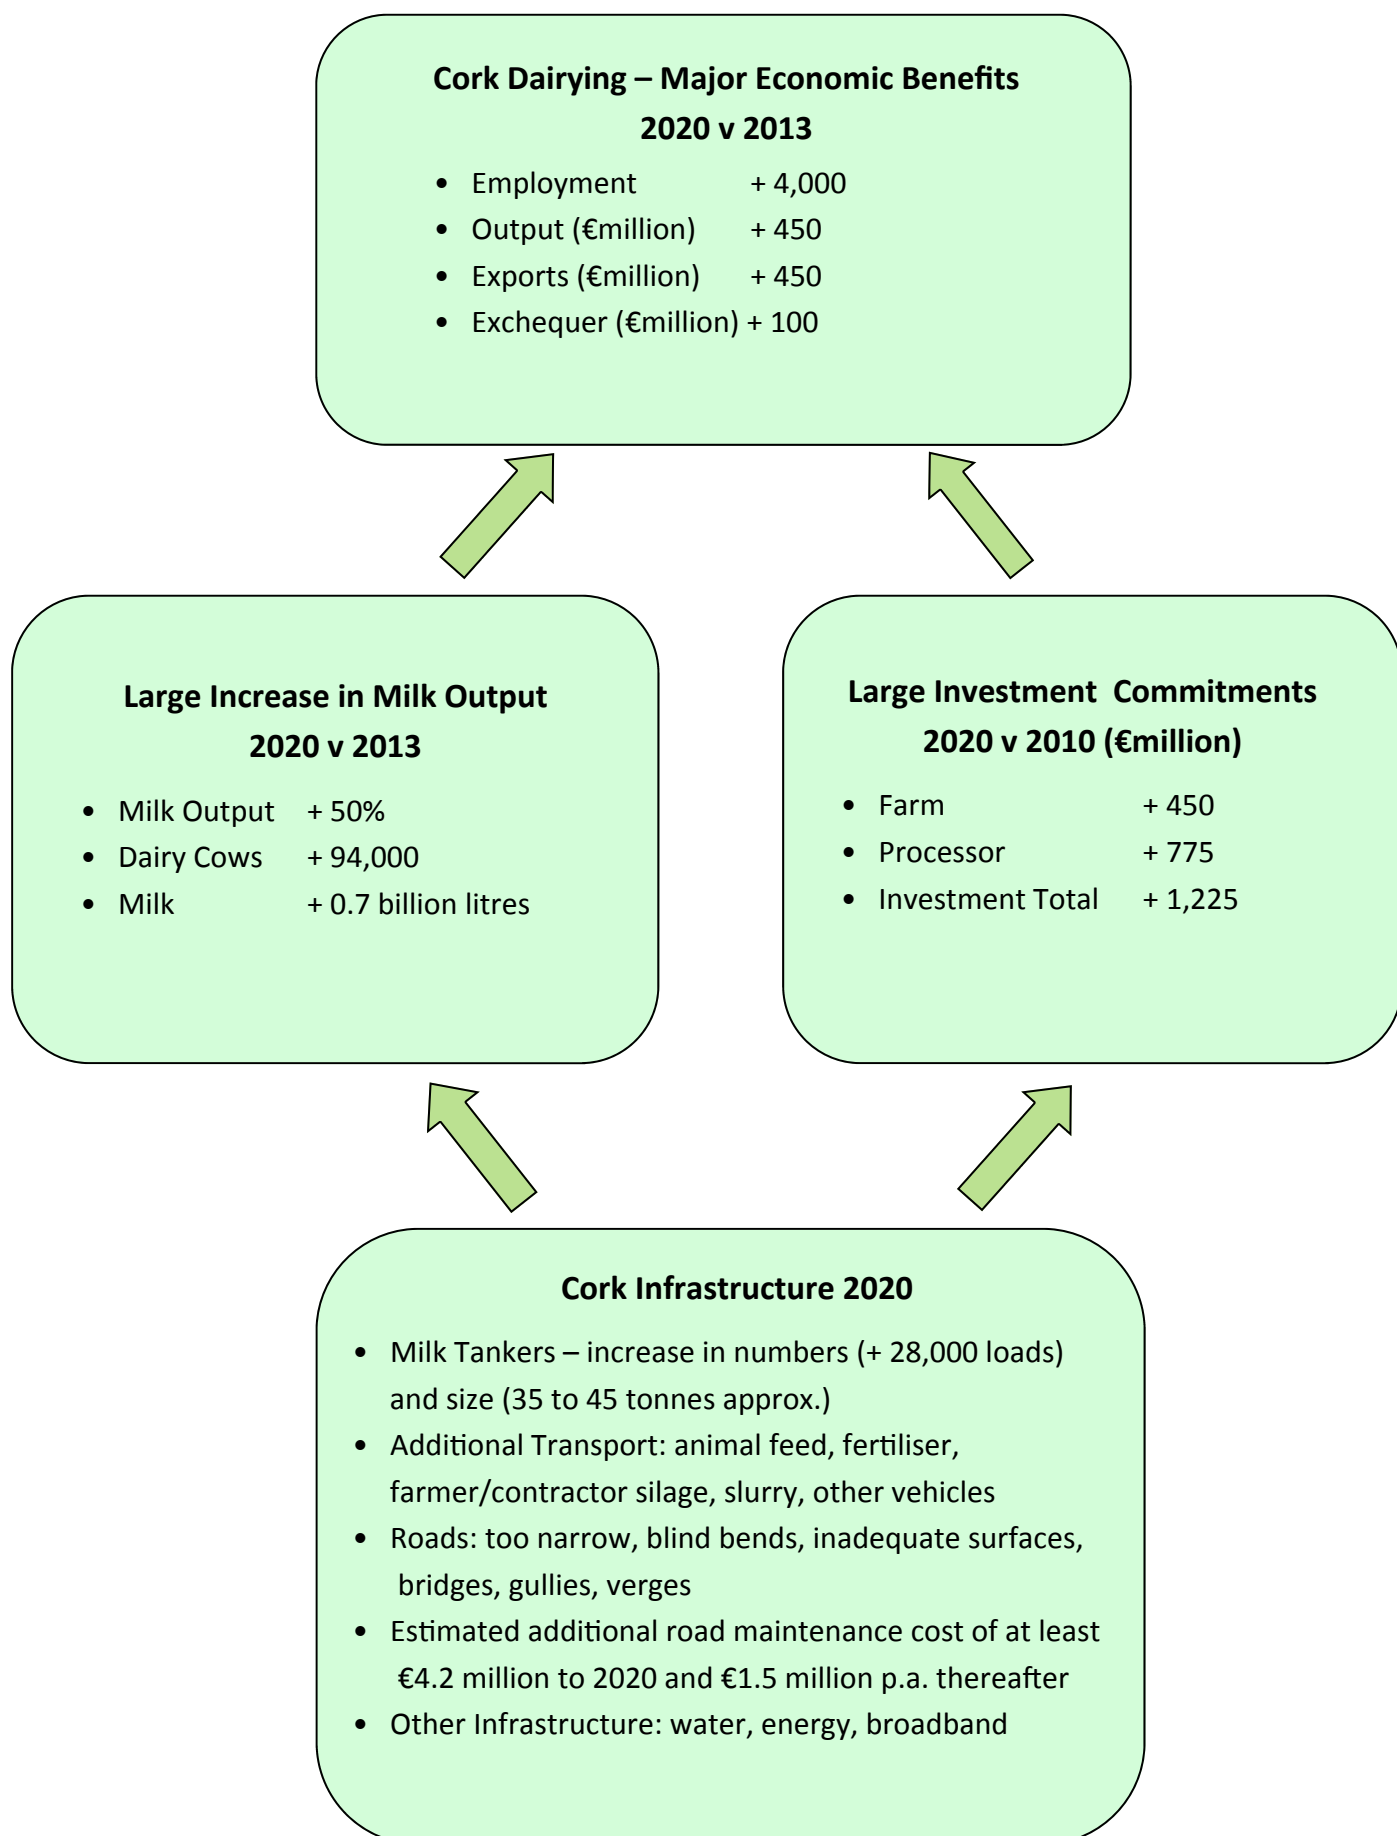 Cork Dairying – Major Economic Benefits
2020 v 2013
• Employment + 4,000
• Output (€million) + 450
• Exports (€million) + 450
• Exchequer (€million) + 100
Large Increase in Milk Output
2020 v 2013
• Milk Output + 50%
• Dairy Cows + 94,000
• Milk + 0.7 billion litres
Large Investment Commitments
2020 v 2010 (€million)
• Farm + 450
• Processor + 775
• Investment Total + 1,225
Cork Infrastructure 2020
• Milk Tankers – increase in numbers (+ 28,000 loads)
and size (35 to 45 tonnes approx.)
• Additional Transport: animal feed, fertiliser,
farmer/contractor silage, slurry, other vehicles
• Roads: too narrow, blind bends, inadequate surfaces,
bridges, gullies, verges
• Estimated additional road maintenance cost of at least
€4.2 million to 2020 and €1.5 million p.a. thereafter
• Other Infrastructure: water, energy, broadband